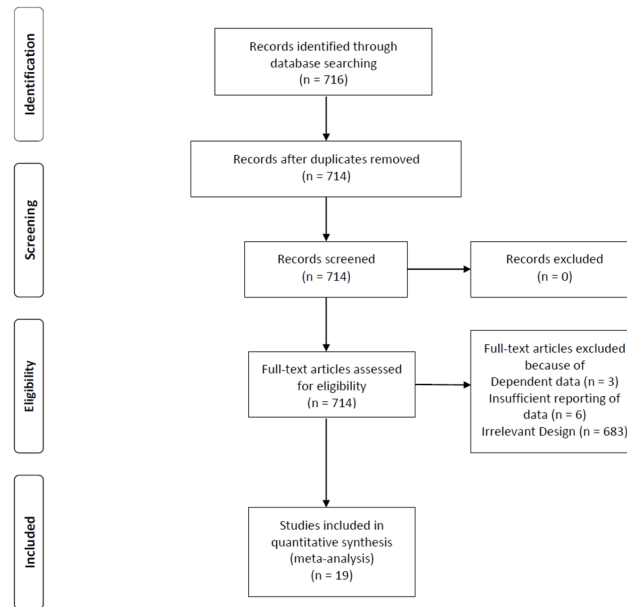 Identification
Records identified through
database searching
(n = 716)
Records after duplicates removed
(n = 714)
Screening
Records screened
(n = 714)
Records excluded
(n = 0)
Eligibility
Full-text articles assessed
for eligibility
(n = 714)
Full-text articles excluded
because of
Dependent data (n = 3)
Insufficient reporting of
data (n = 6)
Irrelevant Design (n = 683)
Included
Studies included in
quantitative synthesis
(meta-analysis)
(n = 19)